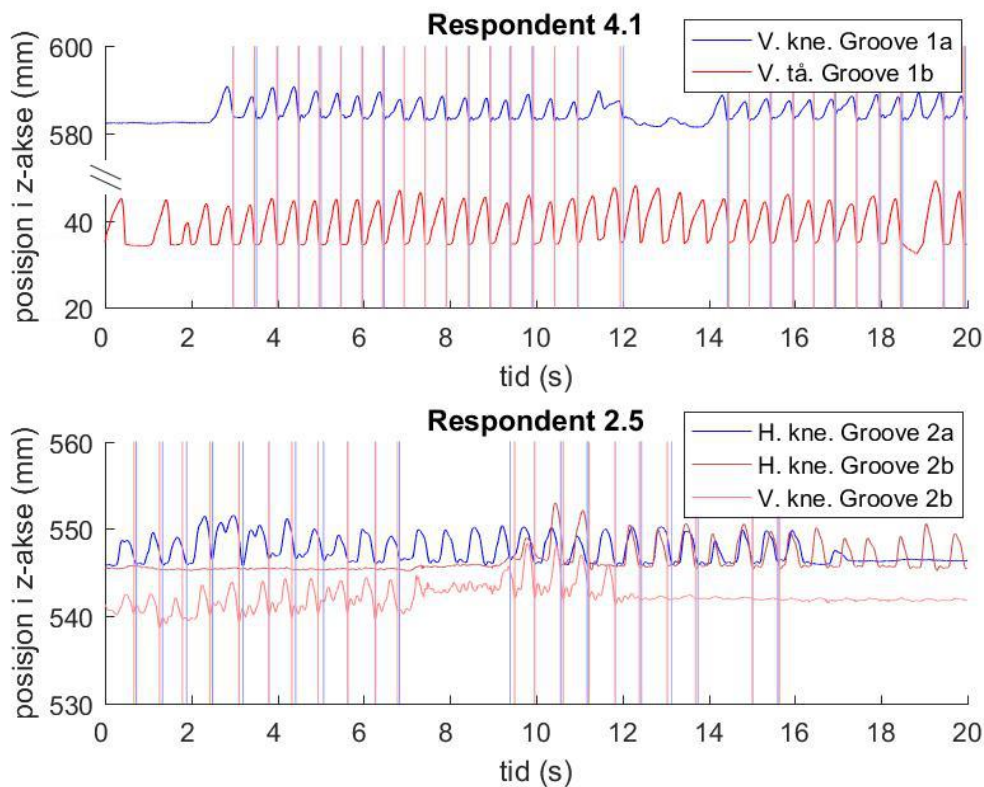 Respondent 4.1
V. kne. Groove 1a
V. tå. Groove 1b
posisjon i z-akse (mm)
600
580
40
20
0 2 4 6 8 10 12 14 16 18 20
tid (s)
Respondent 2.5
H. kne. Groove 2a
H. kne. Groove 2b
V. kne. Groove 2b
posisjon i z-akse (mm)
560
550
540
530
0 2 4 6 8 10 12 14 16 18 20
tid (s)